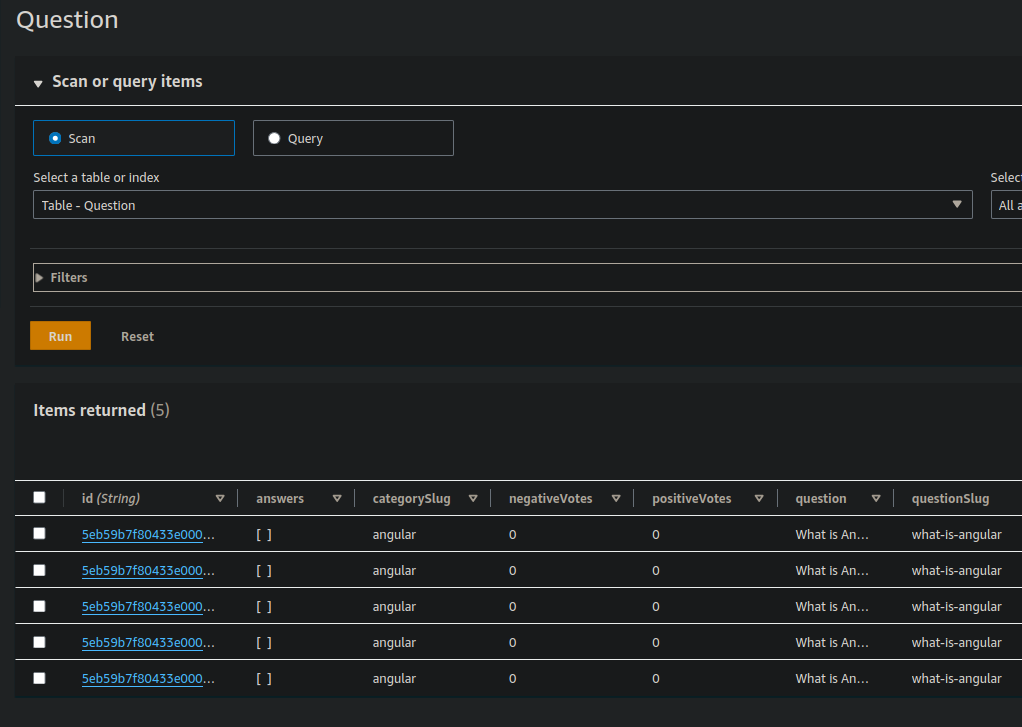 Question
Scan or query items
Scan Query
Select a table or index Selec
Table - Question All a
Filters
Run Reset
Items returned (5)
id (String) answers categorySlug negativeVotes positiveVotes question questionSlug
5eb59b7f80433e000... [ ] angular 0 0 What is An... what-is-angular
5eb59b7f80433e000... [ ] angular 0 0 What is An... what-is-angular
5eb59b7f80433e000... [ ] angular 0 0 What is An... what-is-angular
5eb59b7f80433e000... [ ] angular 0 0 What is An... what-is-angular
5eb59b7f80433e000... [ ] angular 0 0 What is An... what-is-angular